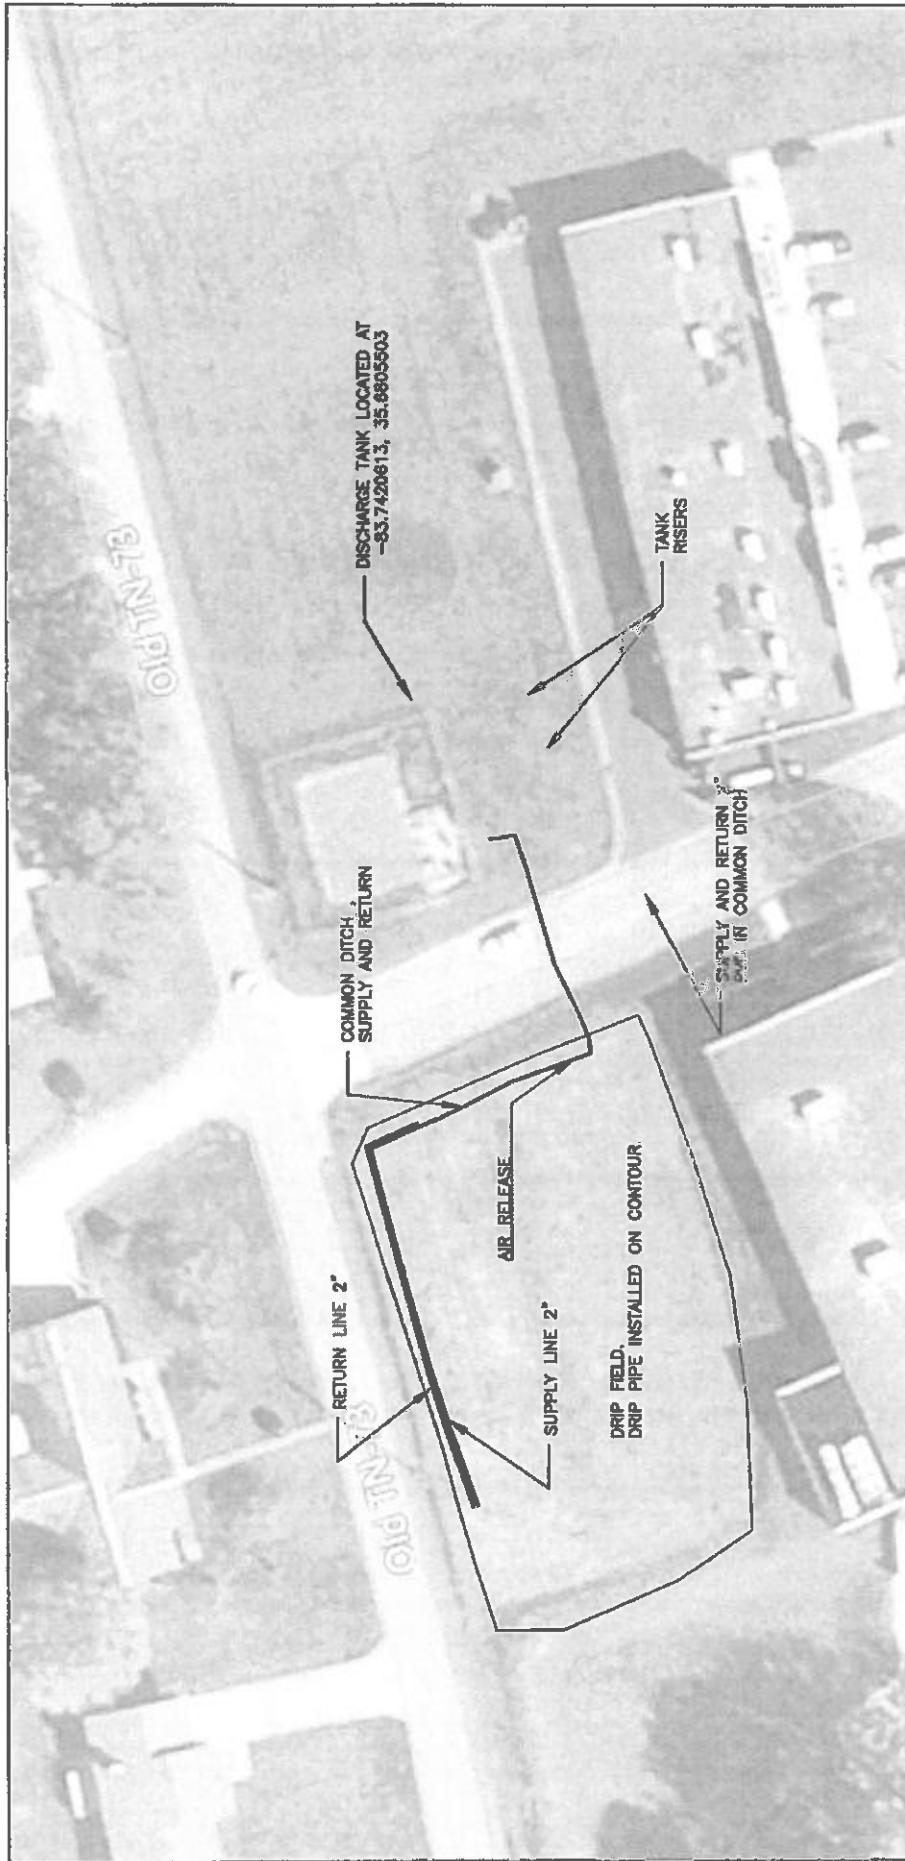 Old TN-73
DISCHARGE TANK LOCATED AT
-83.7420613, 35.6805503
TANK
RISERS
COMMON DITCH ,
SUPPLY AND RETURN
SUPPLY AND RETURN
IN COMMON DITCH
AIR RELEASE
RETURN LINE 2"
SUPPLY LINE 2"
DRIP FIELD.
DRIP PIPE INSTALLED ON CONTOUR.
Old TN-73